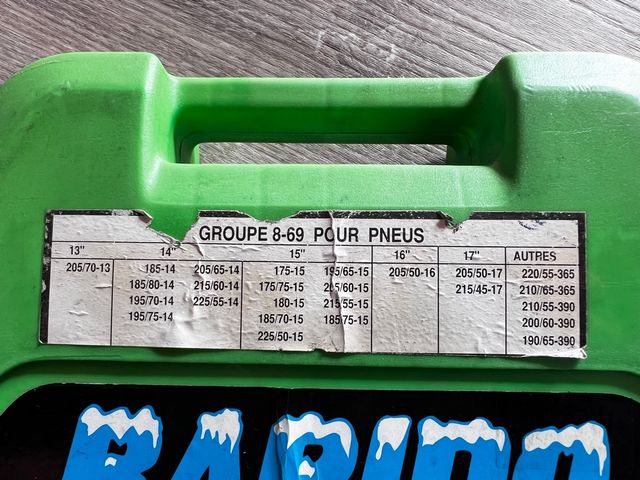 GROUPE 8-69 POUR PNEUS
13" 14" 15" 16" 17" AUTRES
205/70-13 185-14 205/65-14 175-15 195/65-15 205/50-16 205/50-17 220/55-365
185/80-14 215/60-14 175/75-15 205/60-15 215/45-17 210//65-365
195/70-14 225/55-14 180-15 215/55-15 210/55-390
195/75-14 185/70-15 185/75-15 200/60-390
225/50-15 190/65-390
RAPIDO